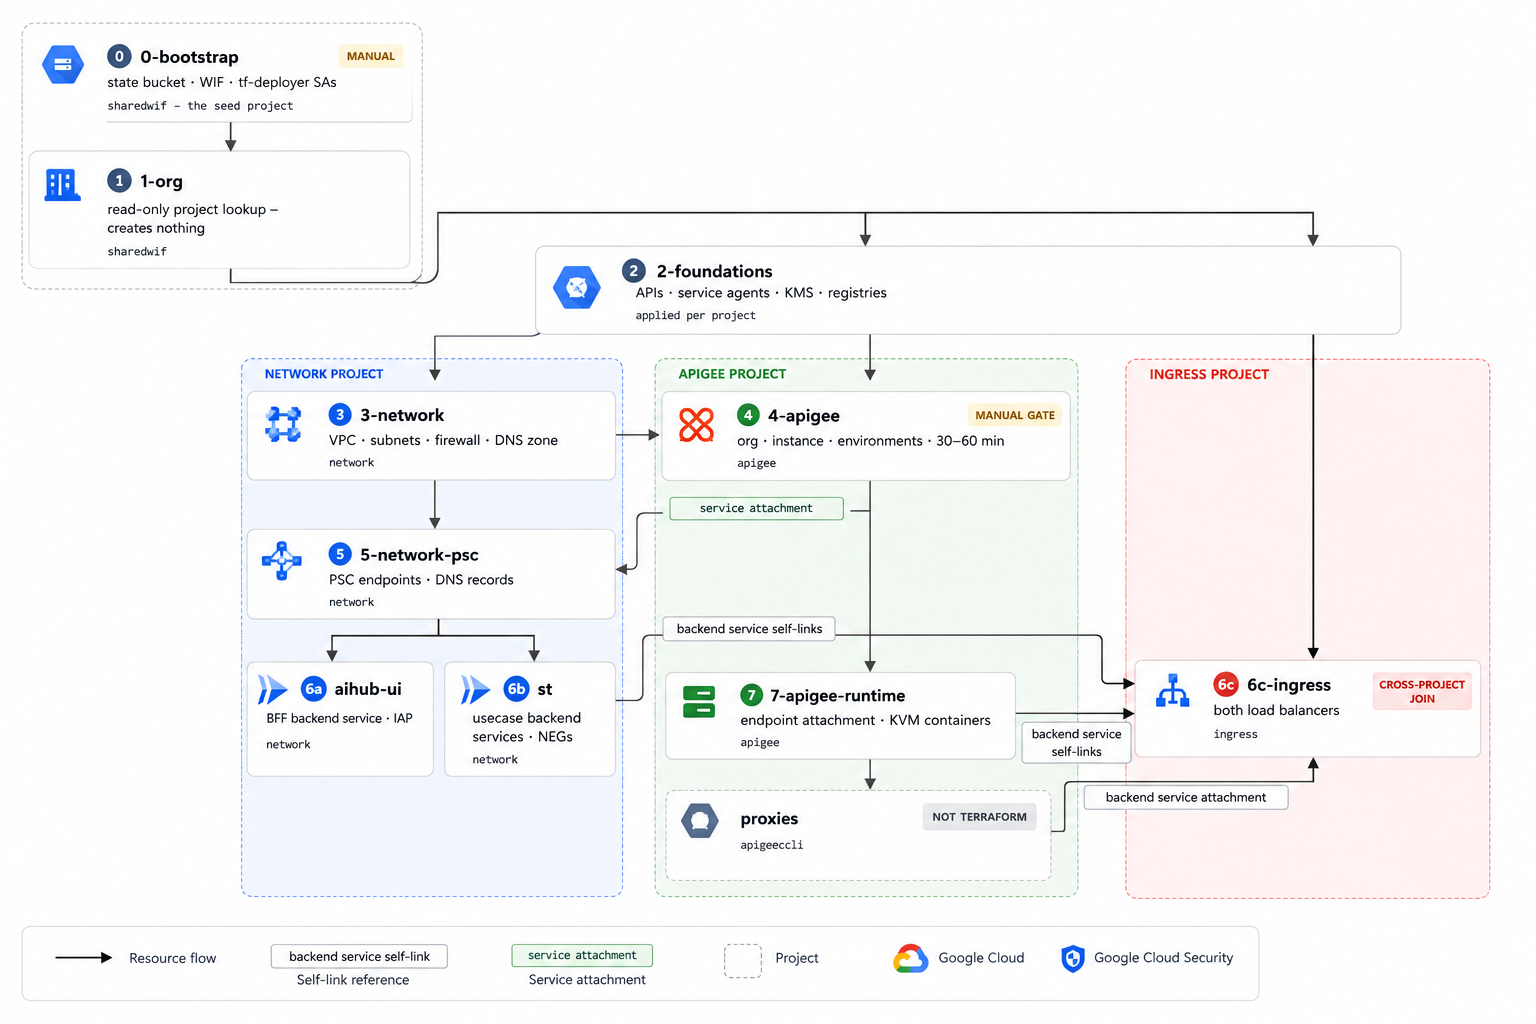 0 0-bootstrap MANUAL
state bucket · WIF · tf-deployer SAs
sharedwif – the seed project
1 1-org
read-only project lookup –
creates nothing
sharedwif
2 2-foundations
APIs · service agents · KMS · registries
applied per project
NETWORK PROJECT
3 3-network
VPC · subnets · firewall · DNS zone
network
5 5-network-psc
PSC endpoints · DNS records
network
6a aihub-ui
BFF backend service · IAP
network
6b st
usecase backend
services · NEGs
network
APIGEE PROJECT
4 4-apigee MANUAL GATE
org · instance · environments · 30–60 min
apigee
service attachment
backend service self-links
7 7-apigee-runtime
endpoint attachment · KVM containers
apigee
backend service
self-links
proxies NOT TERRAFORM
apigeeccli
backend service attachment
INGRESS PROJECT
6c 6c-ingress CROSS-PROJECT
JOIN
both load balancers
ingress
Resource flow
backend service self-link
Self-link reference
service attachment
Service attachment
Project
Google Cloud
Google Cloud Security